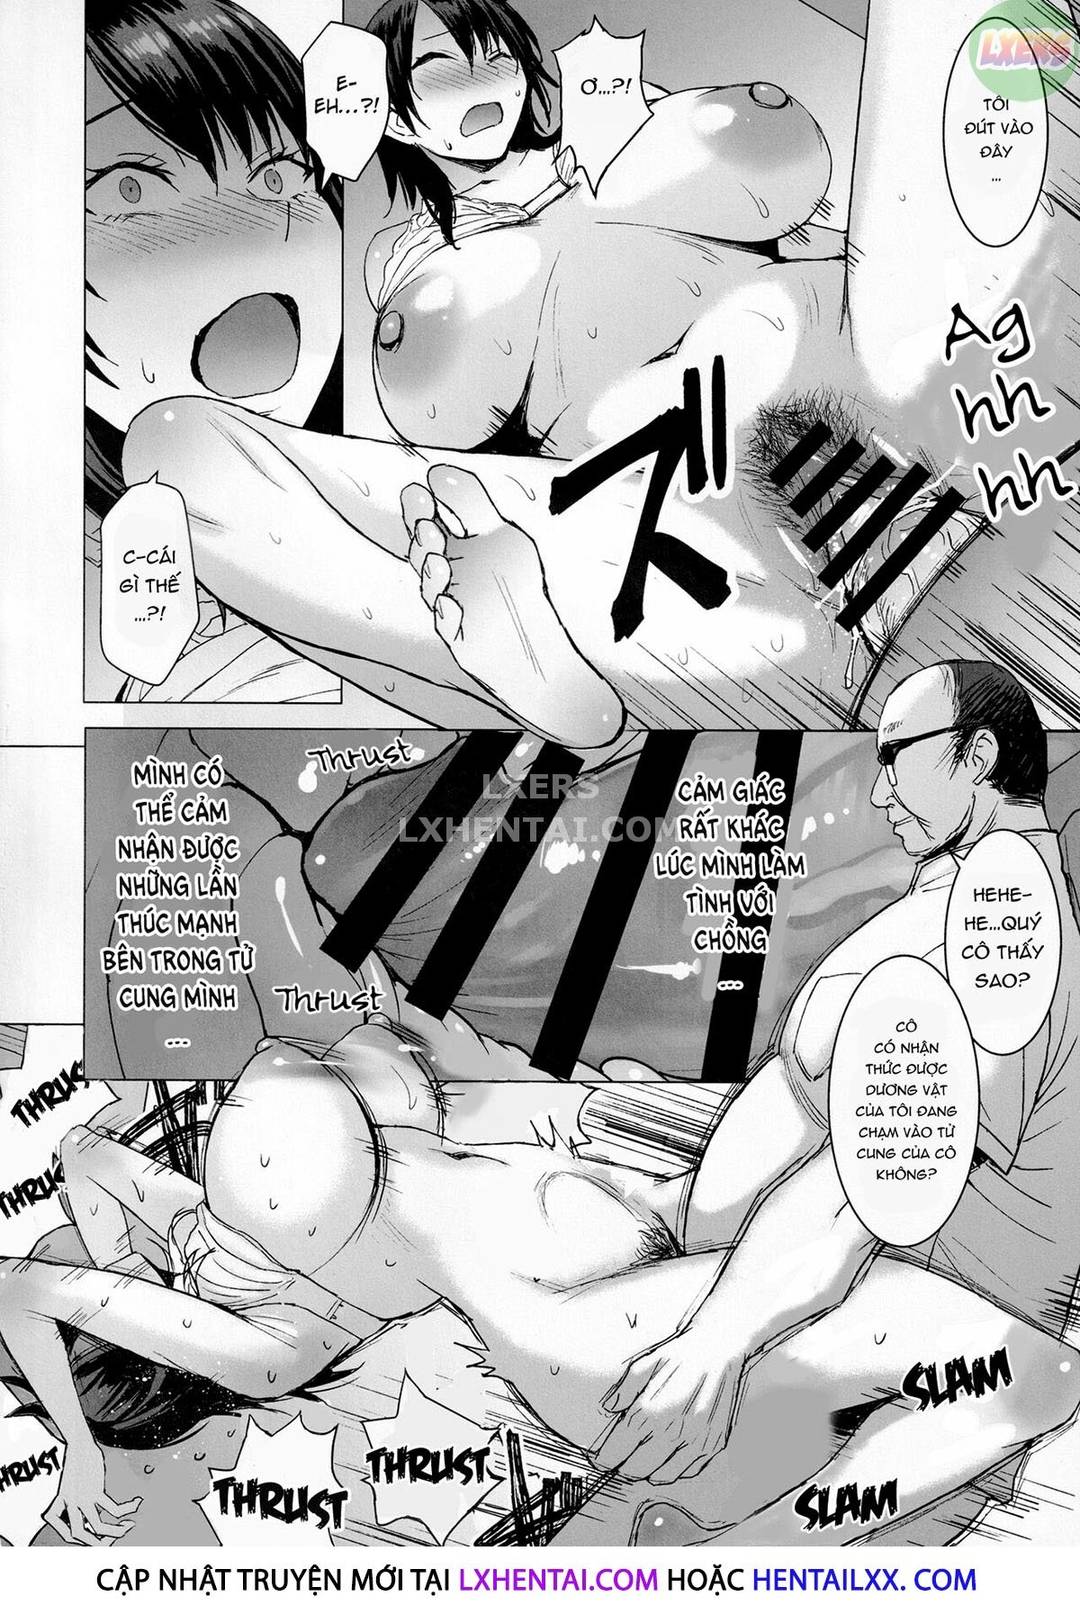 LXERS
TÔI
ĐÚT VÀO
ĐÂY
...
Ơ...?!
E-
EH...?!
Ag
hh
hh
ズ
C-CÁI
GÌ THẾ
...?!
Thrust
CẢM GIÁC
RẤT KHÁC
LÚC MÌNH LÀM
TÌNH VỚI
CHỒNG
...
MÌNH CÓ
THỂ CẢM
NHẬN ĐƯỢC
NHỮNG LẦN
THÚC MẠNH
BÊN TRONG TỬ
CUNG MÌNH
...
Thrust
LXERS
LXHENTAI.COM
HEHE-
HE...QUÝ
CÔ THẤY
SAO?
CÔ
CÓ NHẬN
THỨC ĐƯỢC
DƯƠNG VẬT
CỦA TÔI ĐANG
CHẠM VÀO TỬ
CUNG CỦA CÔ
KHÔNG?
THRUST
THRUST
SLAM
SLAM
THRUST
THRUST
THRUST
CẬP NHẬT TRUYỆN MỚI TẠI LXHENTAI.COM HOẶC HENTAILXX. COM